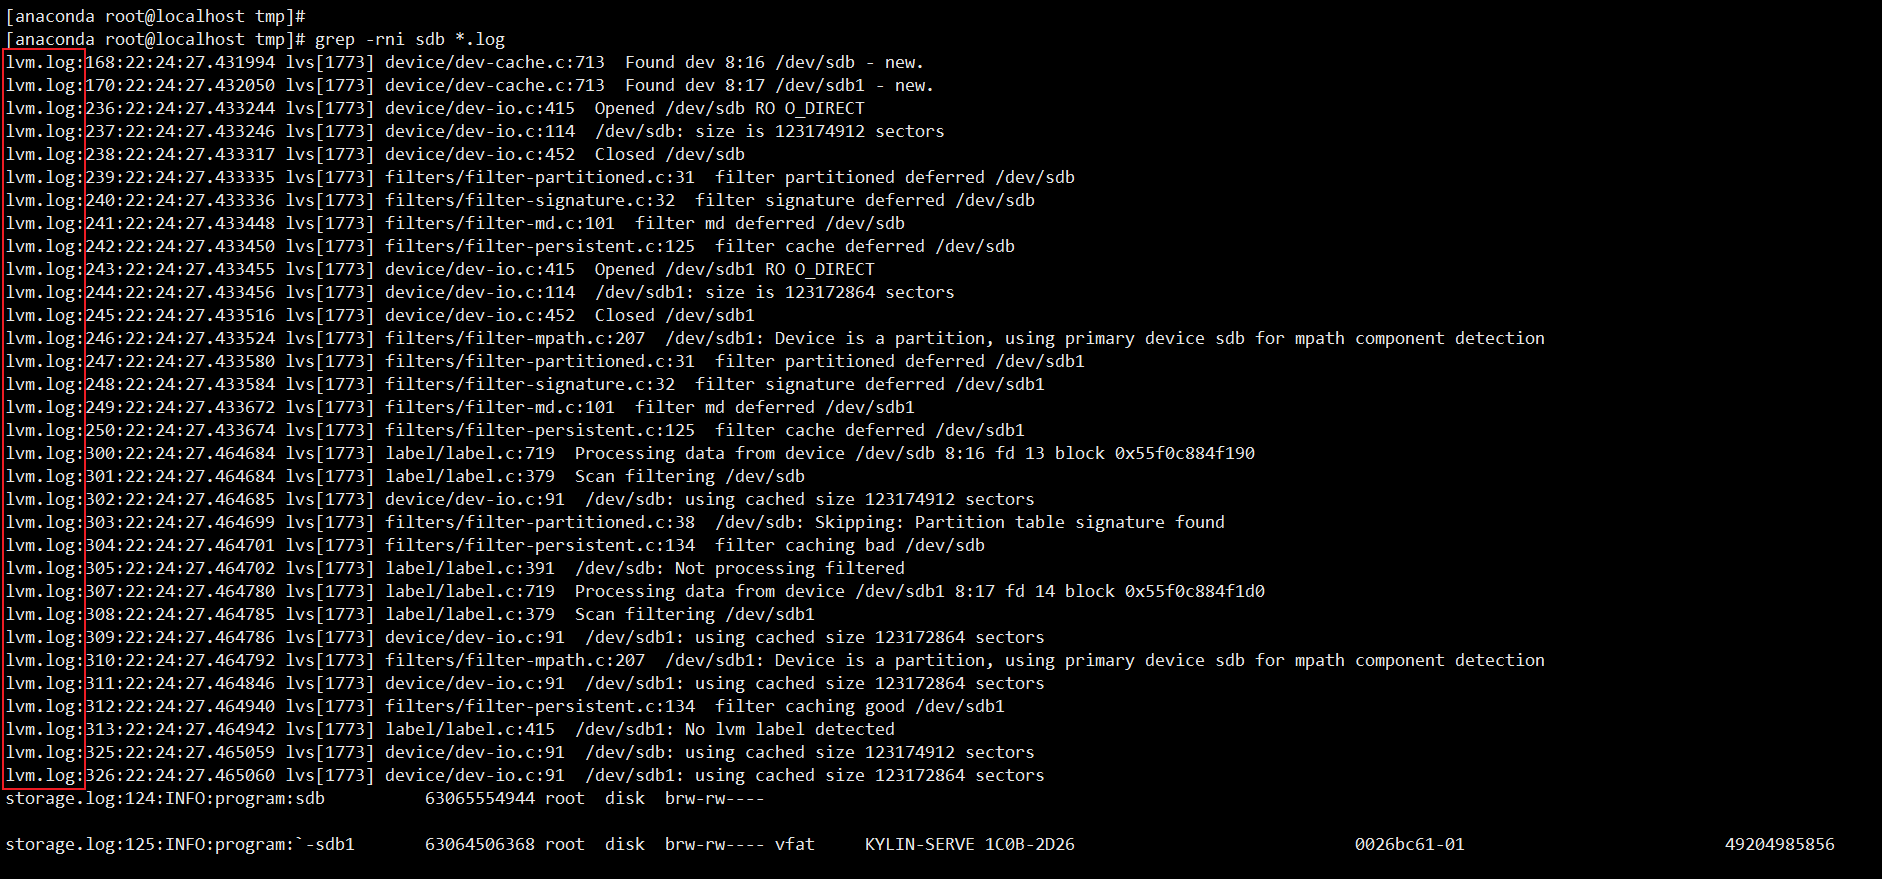 [anaconda root@localhost tmp]#
[anaconda root@localhost tmp]# grep -rni sdb *.log
lvm.log:168:22:24:27.431994 lvs[1773] device/dev-cache.c:713  Found dev 8:16 /dev/sdb - new.
lvm.log:170:22:24:27.432050 lvs[1773] device/dev-cache.c:713  Found dev 8:17 /dev/sdb1 - new.
lvm.log:236:22:24:27.433244 lvs[1773] device/dev-io.c:415  Opened /dev/sdb RO O_DIRECT
lvm.log:237:22:24:27.433246 lvs[1773] device/dev-io.c:114  /dev/sdb: size is 123174912 sectors
lvm.log:238:22:24:27.433317 lvs[1773] device/dev-io.c:452  Closed /dev/sdb
lvm.log:239:22:24:27.433335 lvs[1773] filters/filter-partitioned.c:31  filter partitioned deferred /dev/sdb
lvm.log:240:22:24:27.433336 lvs[1773] filters/filter-signature.c:32  filter signature deferred /dev/sdb
lvm.log:241:22:24:27.433448 lvs[1773] filters/filter-md.c:101  filter md deferred /dev/sdb
lvm.log:242:22:24:27.433450 lvs[1773] filters/filter-persistent.c:125  filter cache deferred /dev/sdb
lvm.log:243:22:24:27.433455 lvs[1773] device/dev-io.c:415  Opened /dev/sdb1 RO O_DIRECT
lvm.log:244:22:24:27.433456 lvs[1773] device/dev-io.c:114  /dev/sdb1: size is 123172864 sectors
lvm.log:245:22:24:27.433516 lvs[1773] device/dev-io.c:452  Closed /dev/sdb1
lvm.log:246:22:24:27.433524 lvs[1773] filters/filter-mpath.c:207  /dev/sdb1: Device is a partition, using primary device sdb for mpath component detection
lvm.log:247:22:24:27.433580 lvs[1773] filters/filter-partitioned.c:31  filter partitioned deferred /dev/sdb1
lvm.log:248:22:24:27.433584 lvs[1773] filters/filter-signature.c:32  filter signature deferred /dev/sdb1
lvm.log:249:22:24:27.433672 lvs[1773] filters/filter-md.c:101  filter md deferred /dev/sdb1
lvm.log:250:22:24:27.433674 lvs[1773] filters/filter-persistent.c:125  filter cache deferred /dev/sdb1
lvm.log:300:22:24:27.464684 lvs[1773] label/label.c:719  Processing data from device /dev/sdb 8:16 fd 13 block 0x55f0c884f190
lvm.log:301:22:24:27.464684 lvs[1773] label/label.c:379  Scan filtering /dev/sdb
lvm.log:302:22:24:27.464685 lvs[1773] device/dev-io.c:91  /dev/sdb: using cached size 123174912 sectors
lvm.log:303:22:24:27.464699 lvs[1773] filters/filter-partitioned.c:38  /dev/sdb: Skipping: Partition table signature found
lvm.log:304:22:24:27.464701 lvs[1773] filters/filter-persistent.c:134  filter caching bad /dev/sdb
lvm.log:305:22:24:27.464702 lvs[1773] label/label.c:391  /dev/sdb: Not processing filtered
lvm.log:307:22:24:27.464780 lvs[1773] label/label.c:719  Processing data from device /dev/sdb1 8:17 fd 14 block 0x55f0c884f1d0
lvm.log:308:22:24:27.464785 lvs[1773] label/label.c:379  Scan filtering /dev/sdb1
lvm.log:309:22:24:27.464786 lvs[1773] device/dev-io.c:91  /dev/sdb1: using cached size 123172864 sectors
lvm.log:310:22:24:27.464792 lvs[1773] filters/filter-mpath.c:207  /dev/sdb1: Device is a partition, using primary device sdb for mpath component detection
lvm.log:311:22:24:27.464846 lvs[1773] device/dev-io.c:91  /dev/sdb1: using cached size 123172864 sectors
lvm.log:312:22:24:27.464940 lvs[1773] filters/filter-persistent.c:134  filter caching good /dev/sdb1
lvm.log:313:22:24:27.464942 lvs[1773] label/label.c:415  /dev/sdb1: No lvm label detected
lvm.log:325:22:24:27.465059 lvs[1773] device/dev-io.c:91  /dev/sdb: using cached size 123174912 sectors
lvm.log:326:22:24:27.465060 lvs[1773] device/dev-io.c:91  /dev/sdb1: using cached size 123172864 sectors
storage.log:124:INFO:program:sdb          63065554944 root  disk  brw-rw----
storage.log:125:INFO:program:`-sdb1       63064506368 root  disk  brw-rw---- vfat     KYLIN-SERVE 1C0B-2D26                            0026bc61-01                          49204985856